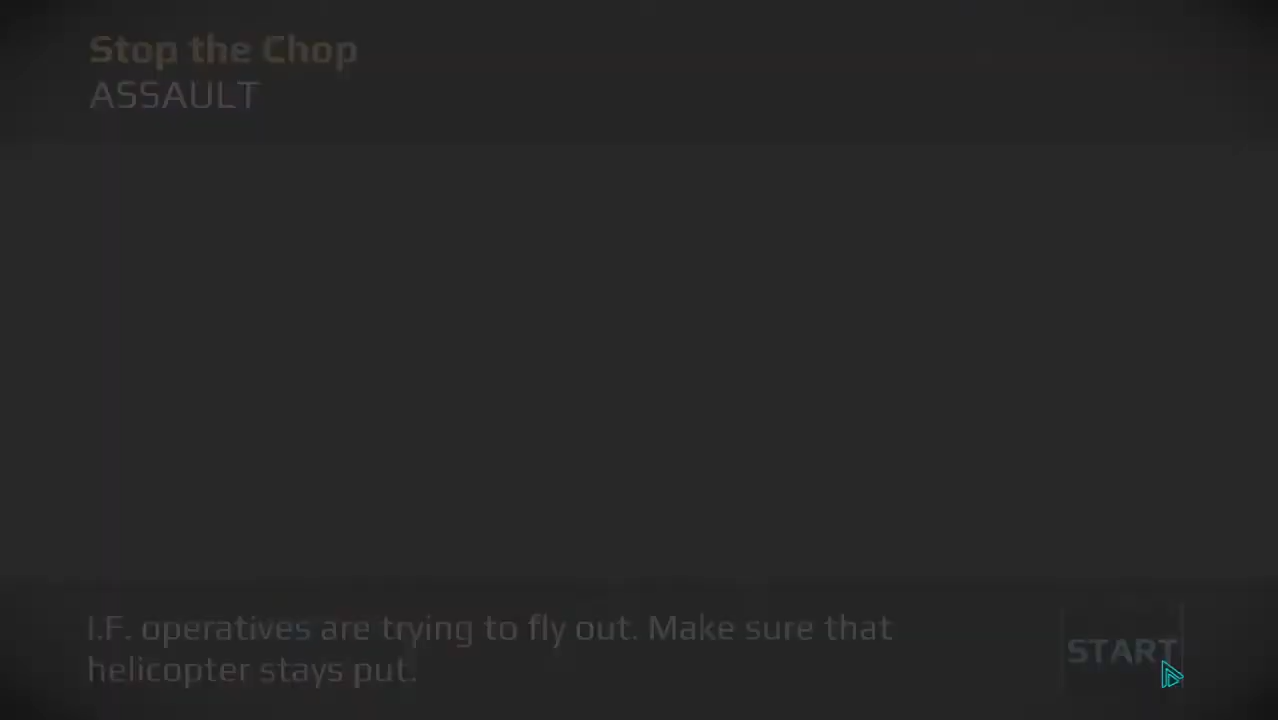 Stop the Chop
ASSAULT
I.F. operatives are trying to fly out. Make sure that
helicopter stays put.
START